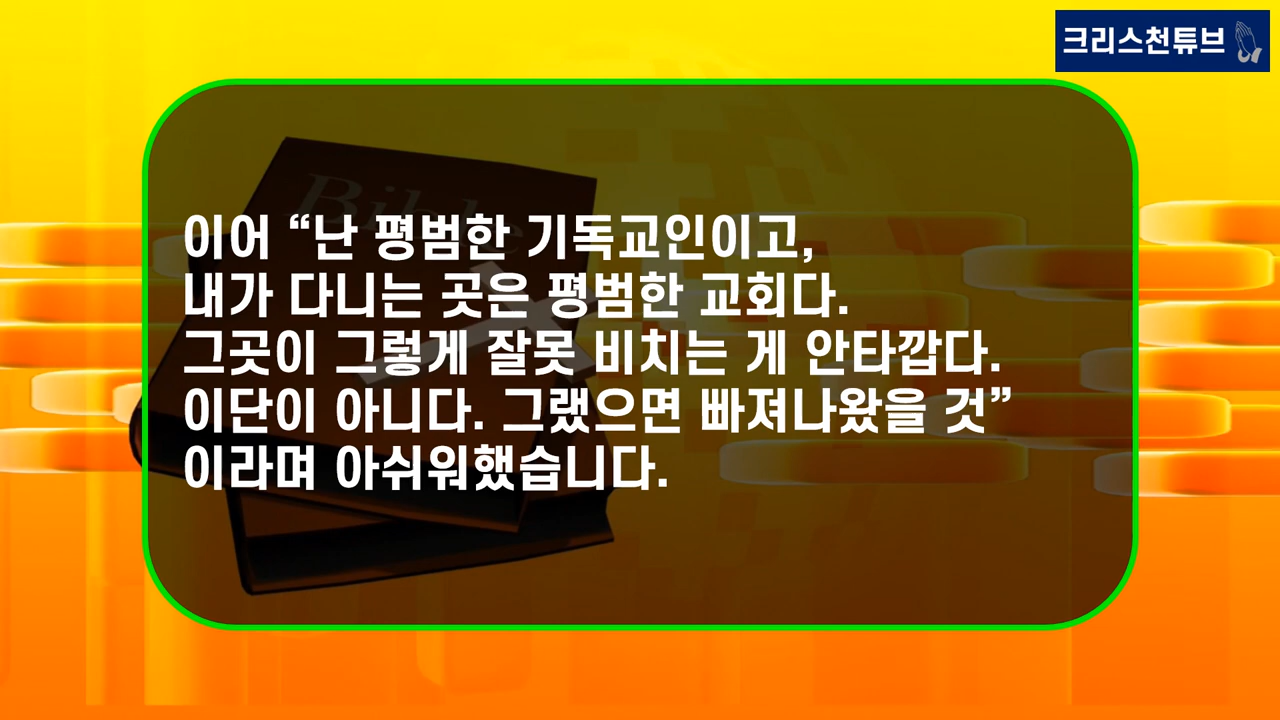 크리스천튜브
Bible
이어 “난 평범한 기독교인이고,
내가 다니는 곳은 평범한 교회다.
그곳이 그렇게 잘못 비치는 게 안타깝다.
이단이 아니다. 그랬으면 빠져나왔을 것”
이라며 아쉬워했습니다.